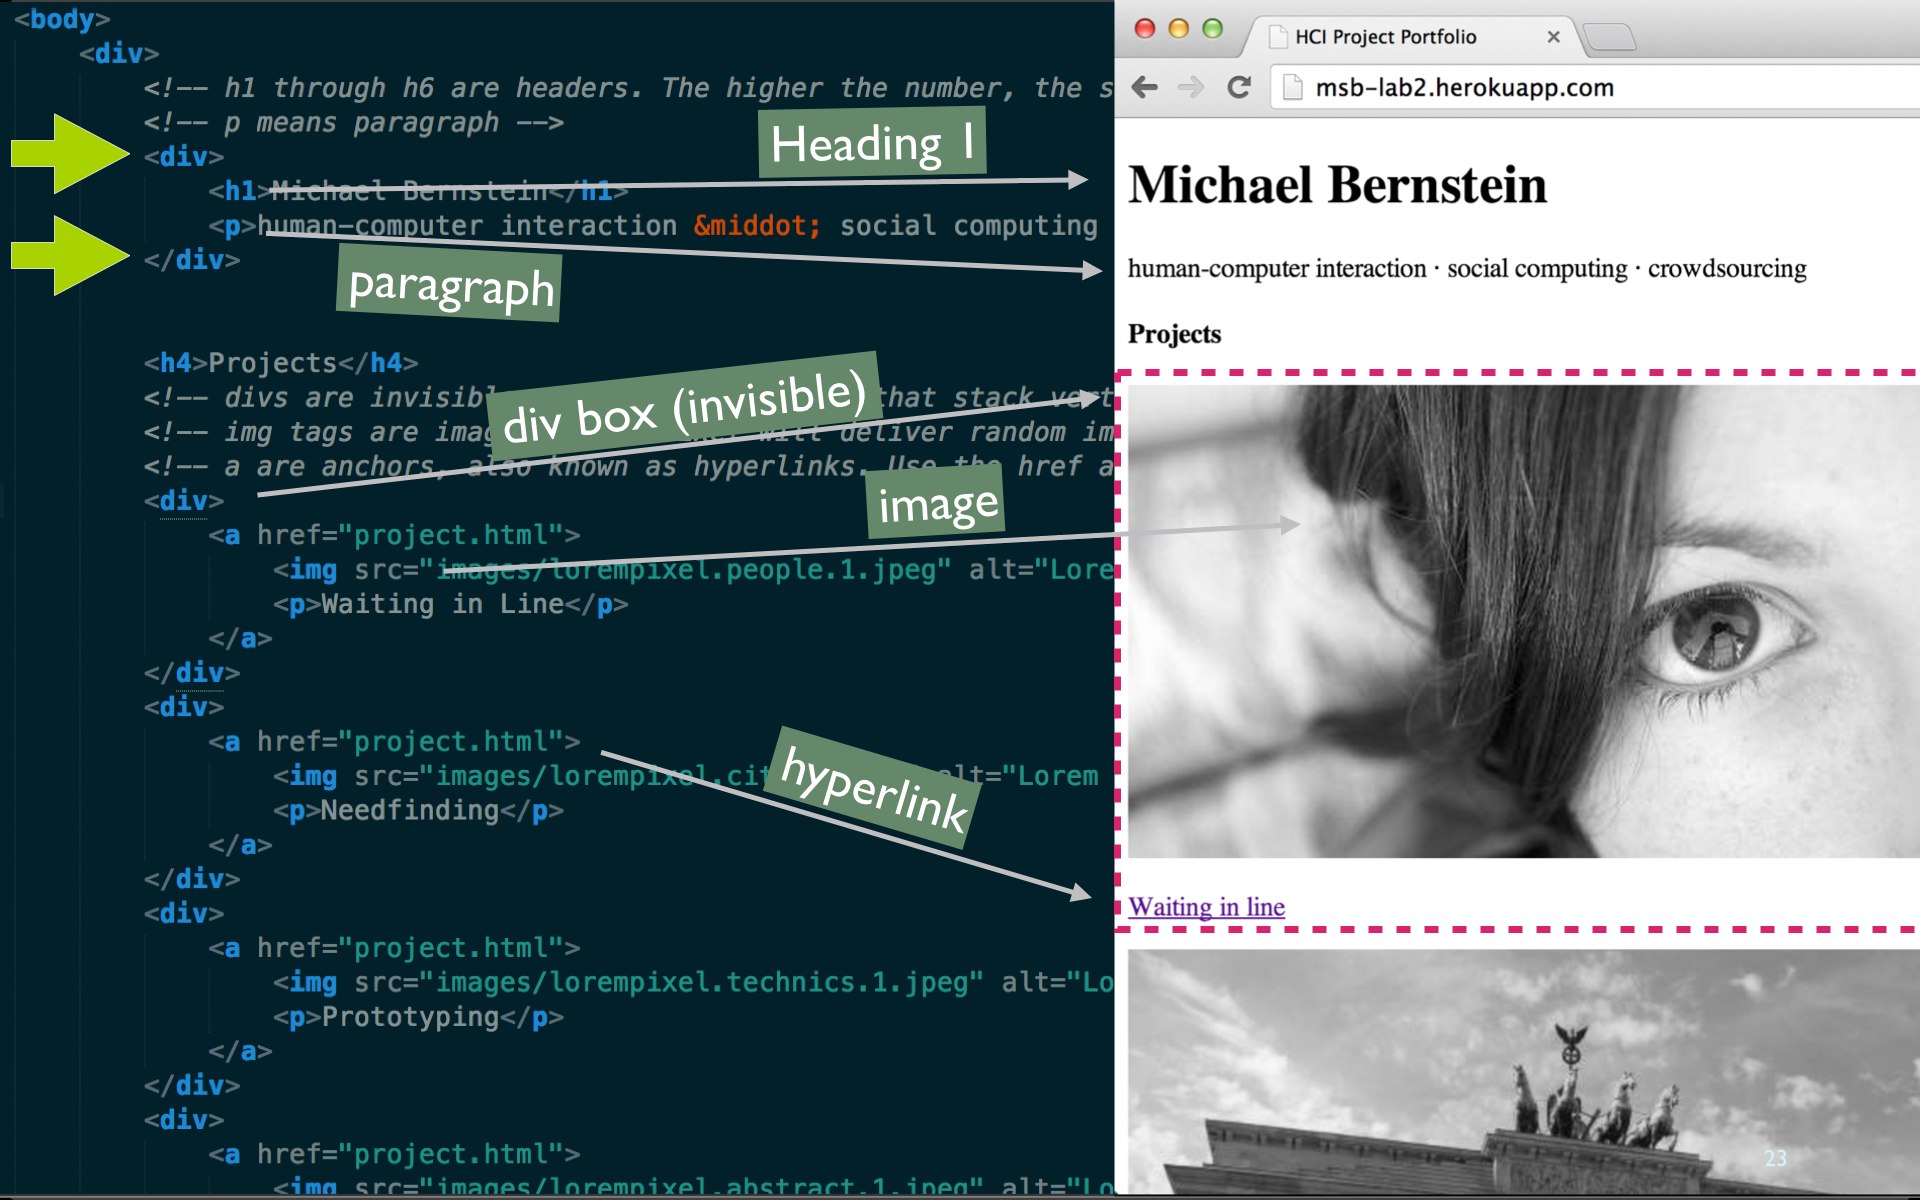 <body>
<div>
<!-- h1 through h6 are headers. The higher the number, the s
<!-- p means paragraph -->
<div>
Heading 1
<h1>Michael Bernstein</h1>
<p>human-computer interaction &middot; social computing
</div>
paragraph
<h4>Projects</h4>
<!-- divs are invisibl that stack vert
div box (invisible)
<!-- img tags are imag will deliver random im
<!-- a are anchors, also known as hyperlinks. Use the href a
<div>
image
<a href="project.html">
<img src="images/lorempixel.people.1.jpeg" alt="Lore
<p>Waiting in Line</p>
</a>
</div>
<div>
<a href="project.html">
<img src="images/lorempixel.cit alt="Lorem
hyperlink
<p>Needfinding</p>
</a>
</div>
<div>
<a href="project.html">
<img src="images/lorempixel.technics.1.jpeg" alt="Lo
<p>Prototyping</p>
</a>
</div>
<div>
<a href="project.html">
<img src="images/lorempixel.abstract.1.jpeg" alt="Lo
HCI Project Portfolio
msb-lab2.herokuapp.com
Michael Bernstein
human-computer interaction · social computing · crowdsourcing
Projects
Waiting in line
23